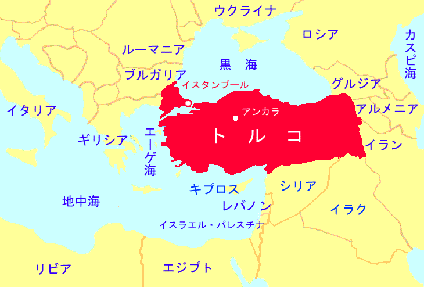 ウクライナ
ロシア
カスピ海
ルーマニア
黒 海
ブルガリア
イスタンブール
グルジア
イタリア
アンカラ
アルメニア
ギリシア
エーゲ海
トルコ
イラン
キプロス
シリア
地中海
レバノン
イラク
イスラエル・パレスチナ
リビア
エジプト